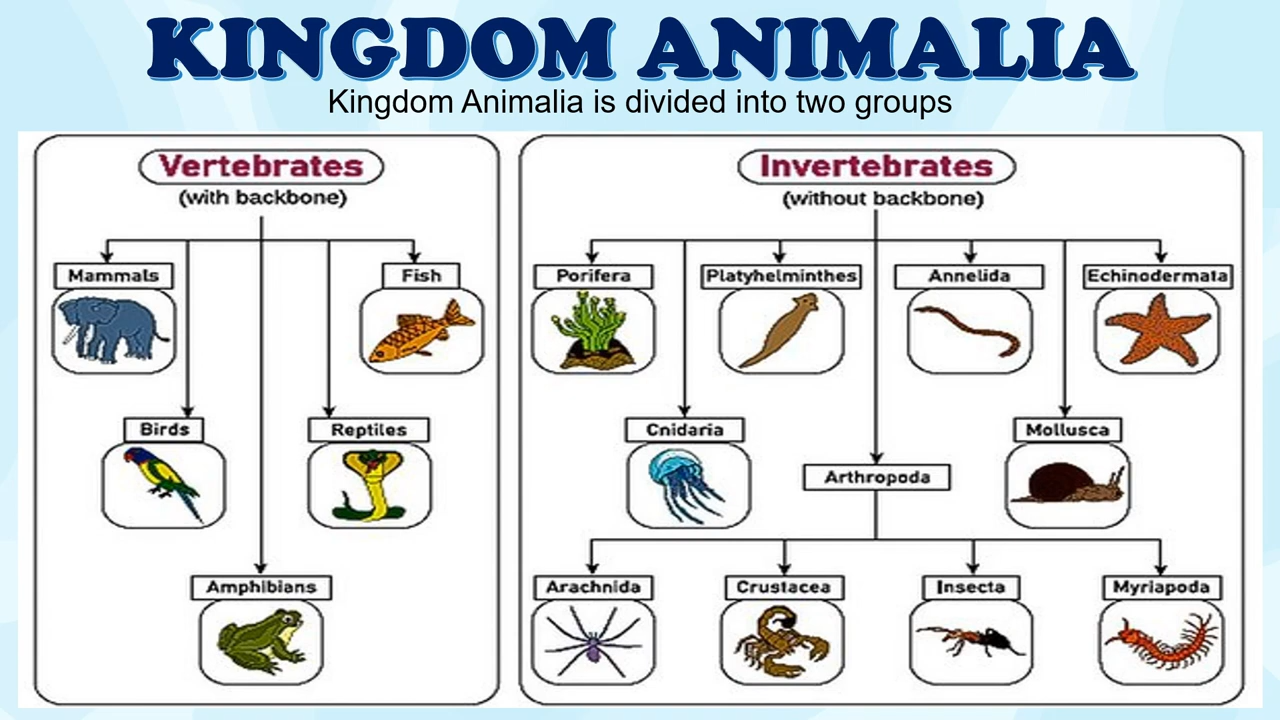 KINGDOM ANIMALIA
Kingdom Animalia is divided into two groups
Vertebrates
(with backbone)
Mammals
Fish
Birds
Reptiles
Amphibians
Invertebrates
(without backbone)
Porifera
Platyhelminthes
Annelida
Echinodermata
Cnidaria
Mollusca
Arthropoda
Arachnida
Crustacea
Insecta
Myriapoda